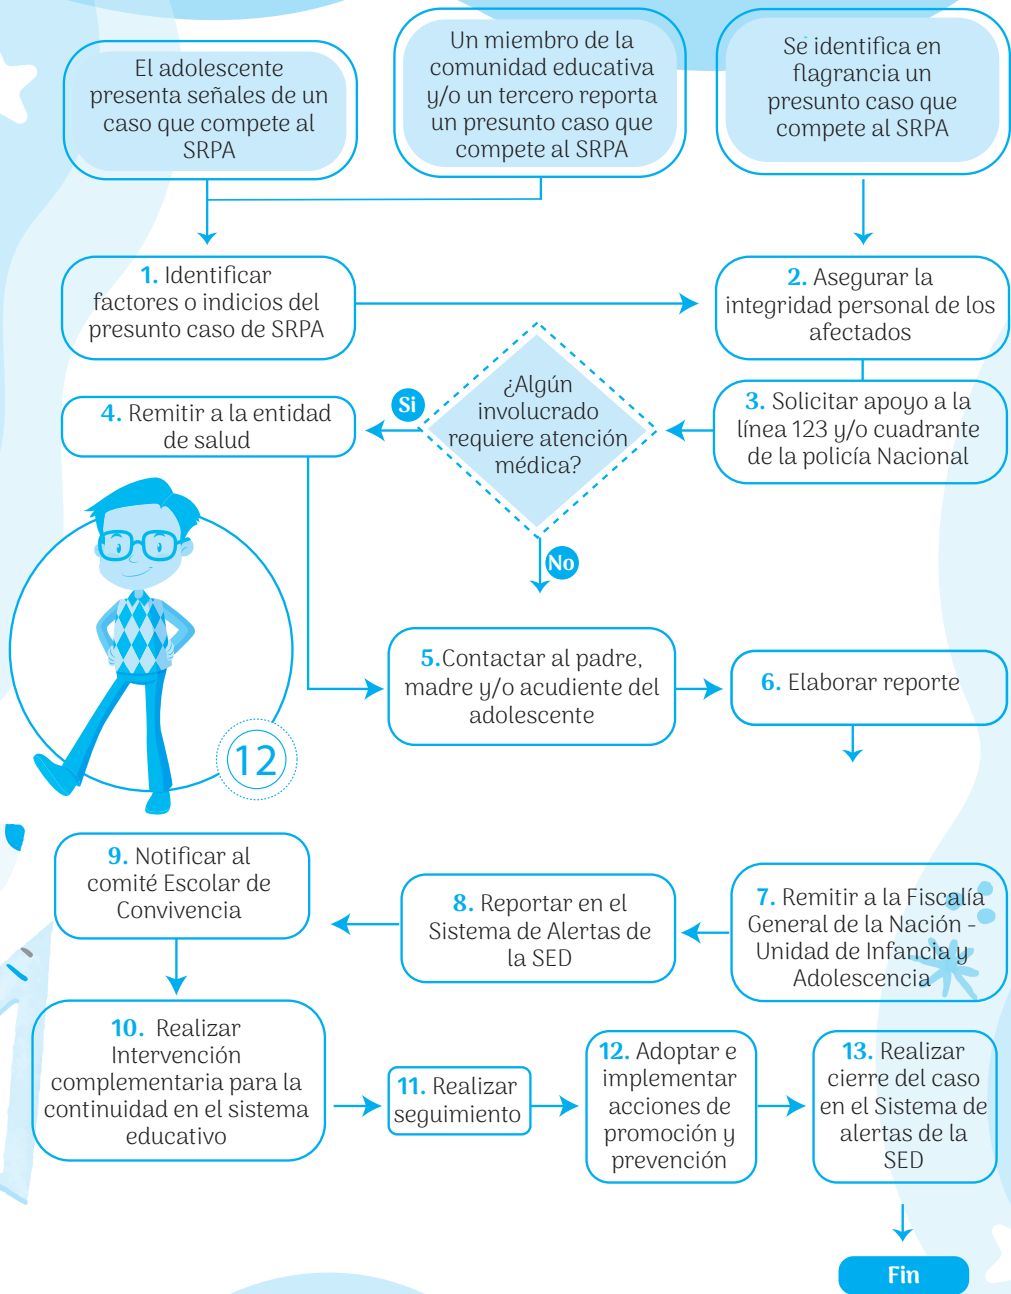 El adolescente
presenta señales de un
caso que compete al
SRPA
Un miembro de la
comunidad educativa
y/o un tercero reporta
un presunto caso que
compete al SRPA
Se identifica en
flagrancia un
presunto caso que
compete al SRPA
1. Identificar
factores o indicios del
presunto caso de SRPA
2. Asegurar la
integridad personal de los
afectados
3. Solicitar apoyo a la
línea 123 y/o cuadrante
de la policía Nacional
¿Algún
involucrado
requiere atención
médica?
Si
4. Remitir a la entidad
de salud
No
5.Contactar al padre,
madre y/o acudiente del
adolescente
6. Elaborar reporte
12
7. Remitir a la Fiscalía
General de la Nación -
Unidad de Infancia y
Adolescencia
8. Reportar en el
Sistema de Alertas de
la SED
9. Notificar al
comité Escolar de
Convivencia
10. Realizar
Intervención
complementaria para la
continuidad en el sistema
educativo
11. Realizar
seguimiento
12. Adoptar e
implementar
acciones de
promoción y
prevención
13. Realizar
cierre del caso
en el Sistema de
alertas de la
SED
Fin